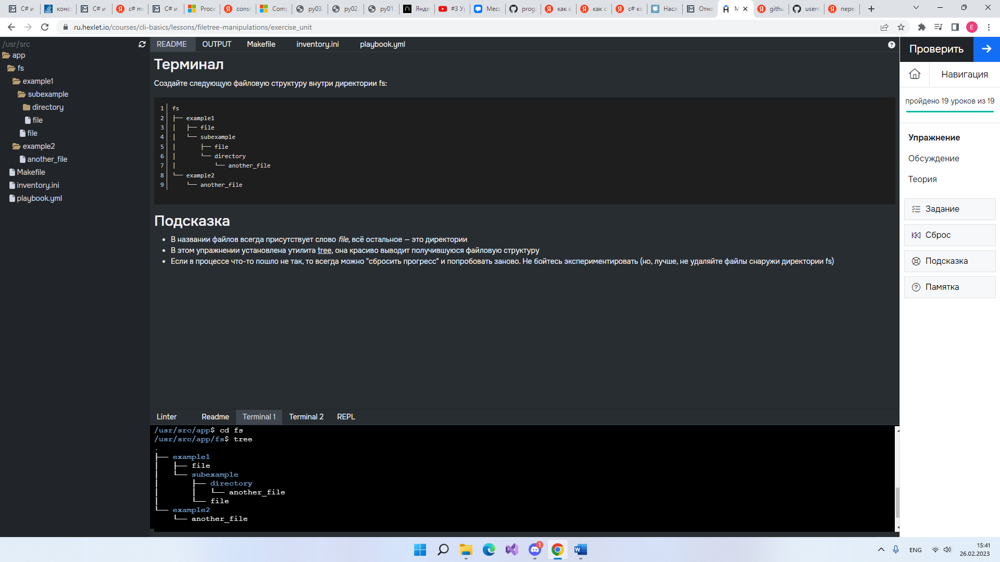 C# и
консс
C# и
c# me
C# и
Proce
consc
Comp
py03.
py02.
py01.
Янде
#3 Ур
Месс
proga
как с
как с
c# ко
Насл
Отно
М
githu
usern
пере
ru.hexlet.io/courses/cli-basics/lessons/filetree-manipulations/exercise_unit
E
/usr/src
app
fs
example1
subexample
directory
file
file
example2
another_file
Makefile
inventory.ini
playbook.yml
README OUTPUT Makefile inventory.ini playbook.yml
Терминал
Создайте следующую файловую структуру внутри директории fs:
1 fs
2 ├── example1
3 │   ├── file
4 │   └── subexample
5 │       ├── file
6 │       └── directory
7 │           └── another_file
8 └── example2
9     └── another_file
Подсказка
• В названии файлов всегда присутствует слово file, всё остальное — это директории
• В этом упражнении установлена утилита tree, она красиво выводит получившуюся файловую структуру
• Если в процессе что-то пошло не так, то всегда можно "сбросить прогресс" и попробовать заново. Не бойтесь экспериментировать (но, лучше, не удаляйте файлы снаружи директории fs)
Linter Readme Terminal 1 Terminal 2 REPL
/usr/src/app$ cd fs
/usr/src/app/fs$ tree
.
├── example1
│   ├── file
│   └── subexample
│       ├── directory
│       │   └── another_file
│       └── file
└── example2
    └── another_file
Проверить
Навигация
пройдено 19 уроков из 19
Упражнение
Обсуждение
Теория
Задание
Сброс
Подсказка
Памятка
1
ENG
15:41
26.02.2023